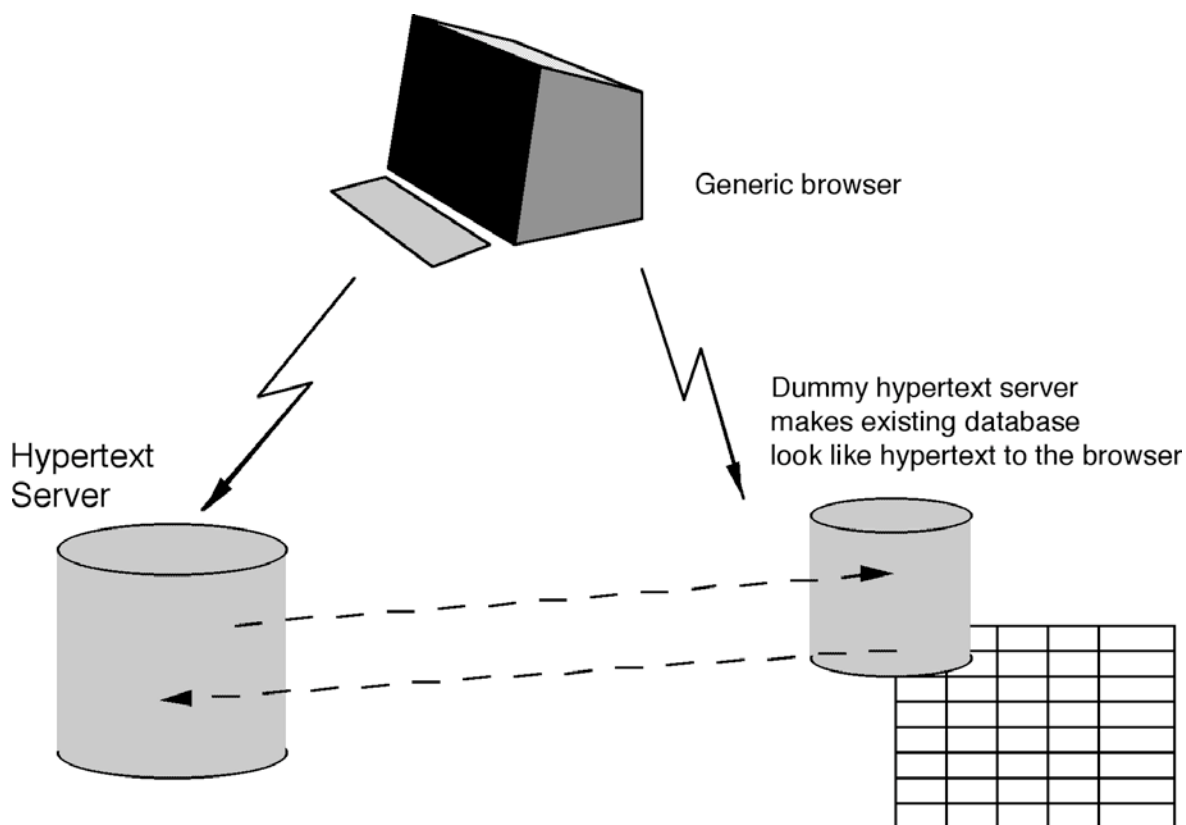 Generic browser
Dummy hypertext server
makes existing database
look like hypertext to the browser
Hypertext
Server